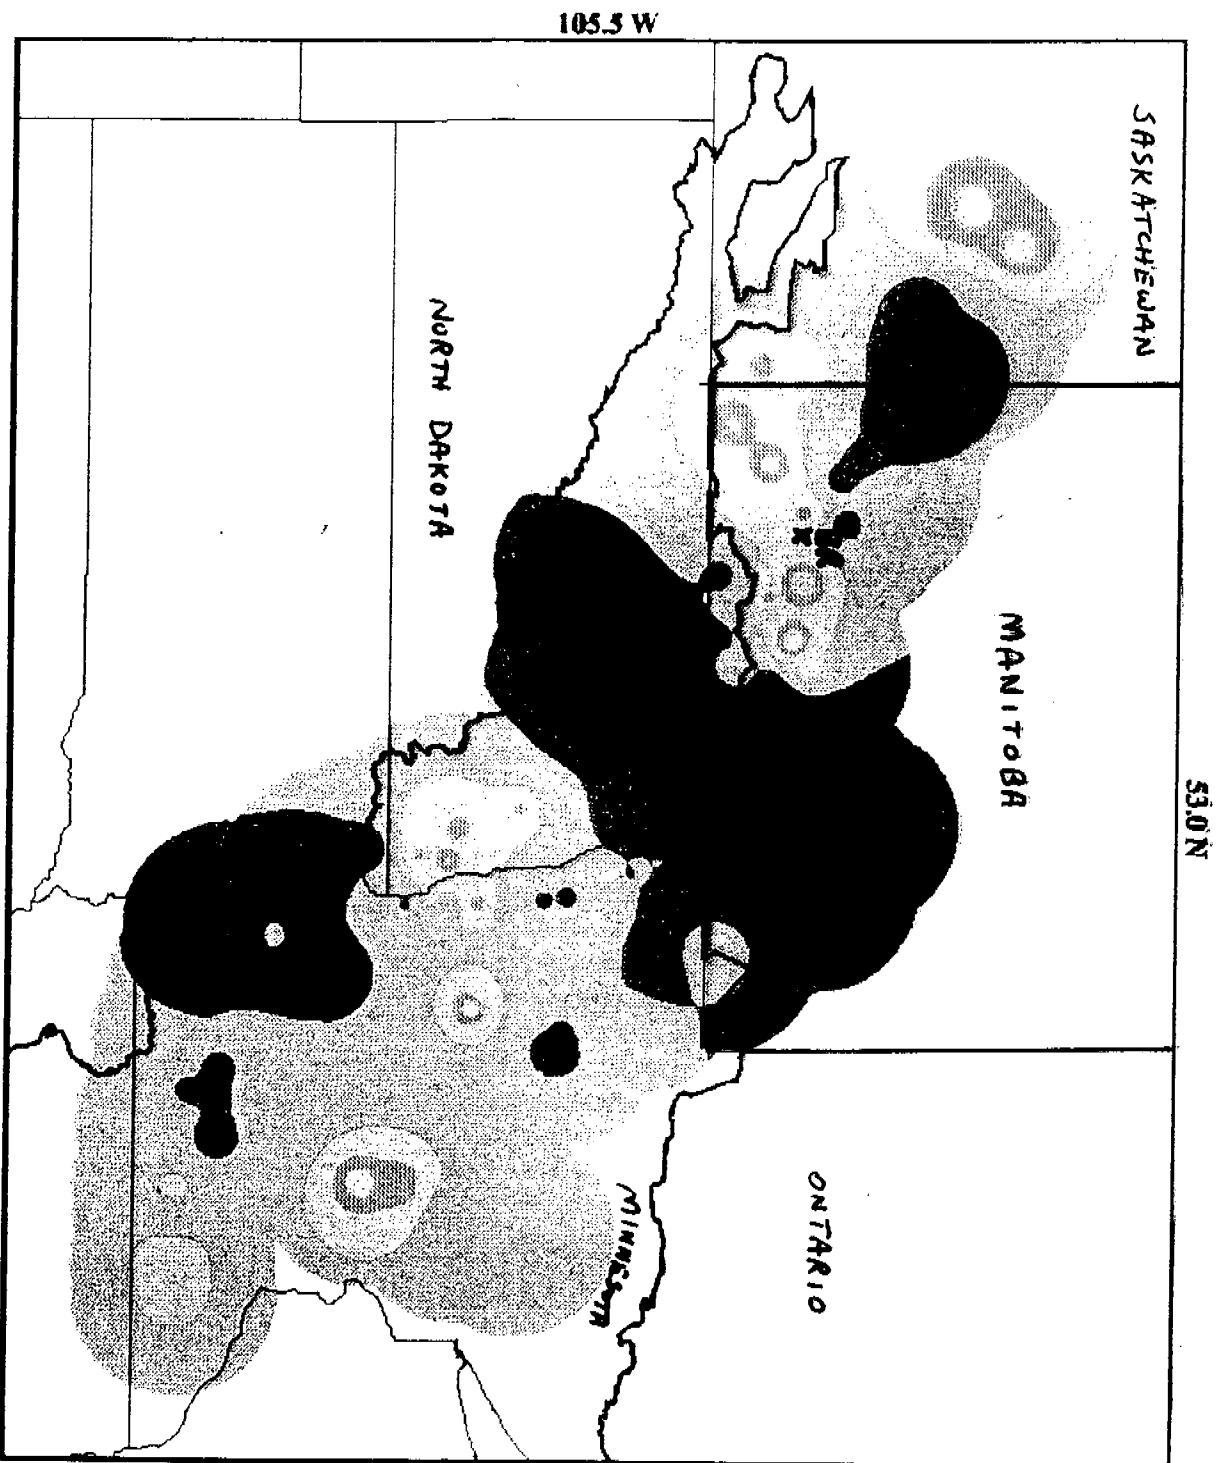 105.5 W
SASKATCHEWAN
53.0 N
NORTH DAKOTA
MANITOBA
ONTARIO
MINNESOTA